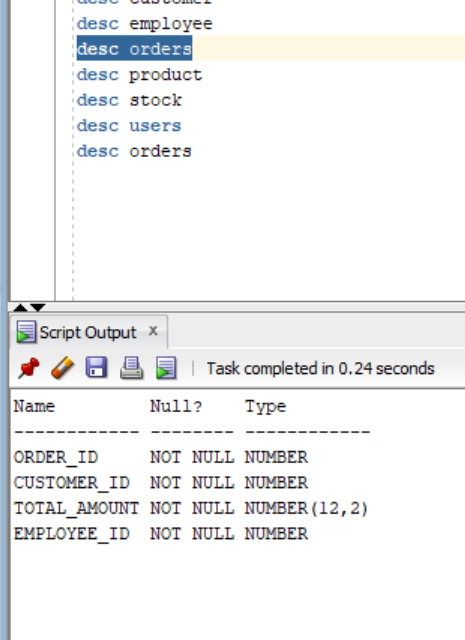 desc customer
desc employee
desc orders
desc product
desc stock
desc users
desc orders
Script Output x
Task completed in 0.24 seconds
Name Null? Type
------------ -------- ------------
ORDER_ID NOT NULL NUMBER
CUSTOMER_ID NOT NULL NUMBER
TOTAL_AMOUNT NOT NULL NUMBER(12,2)
EMPLOYEE_ID NOT NULL NUMBER